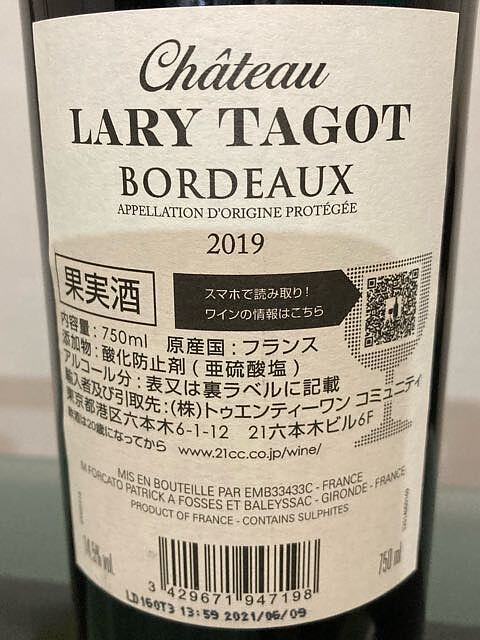 Château
LARY TAGOT
BORDEAUX
APPELLATION D'ORIGINE PROTÉGÉE
2019
果実酒
スマホで読み取り！
ワインの情報はこちら
内容量：750ml 原産国：フランス
添加物：酸化防止剤（亜硫酸塩）
アルコール分：表又は裏ラベルに記載
輸入者及び引取先：(株)トゥエンティーワン コミュニティ
東京都港区六本木6-1-12 21六本木ビル6F
飲酒は20歳になってから www.21cc.co.jp/wine/
MIS EN BOUTEILLE PAR EMB33433C - FRANCE
M FORCATO PATRICK A FOSSES ET BALEYSSAC - GIRONDE - FRANCE
PRODUCT OF FRANCE - CONTAINS SULPHITES
14,5% vol.
750 ml
3 429671 947198
LD160T3 13:59 2021/06/09